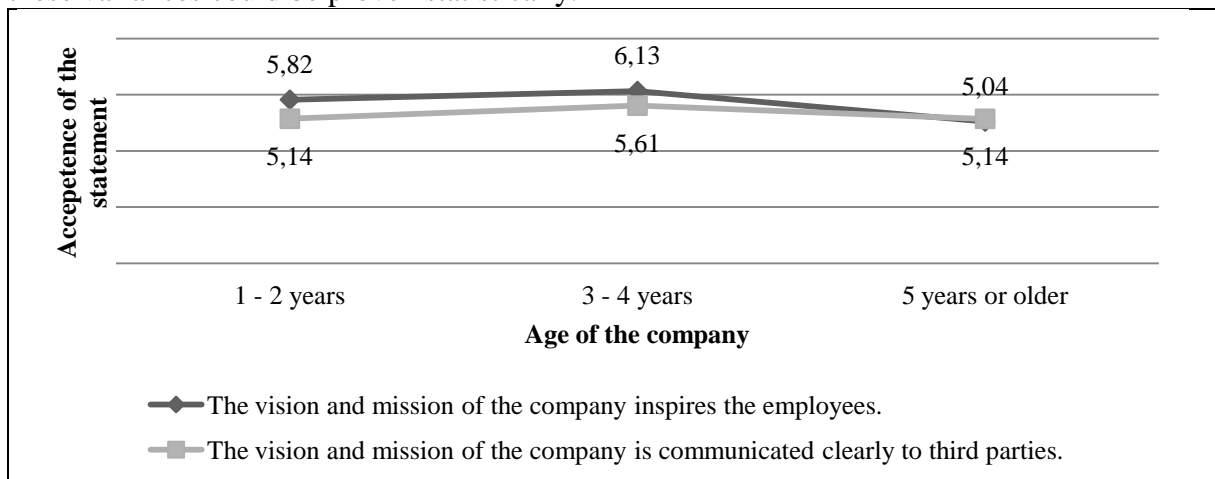 6,13
5,82
5,04
5,14
5,61
5,14
Accepetence of the
statement
1 - 2 years
3 - 4 years
5 years or older
Age of the company
The vision and mission of the company inspires the employees.
The vision and mission of the company is communicated clearly to third parties.